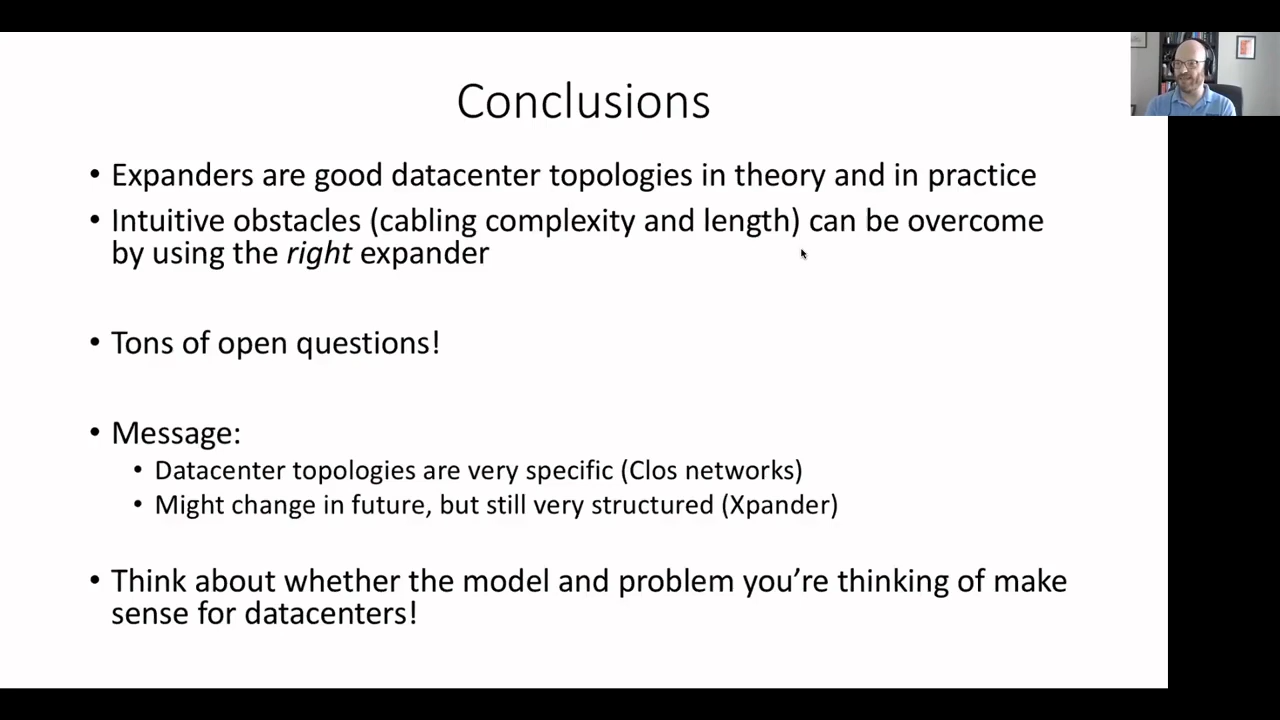 Conclusions
• Expanders are good datacenter topologies in theory and in practice
• Intuitive obstacles (cabling complexity and length) can be overcome
by using the right expander
• Tons of open questions!
• Message:
• Datacenter topologies are very specific (Clos networks)
• Might change in future, but still very structured (Xpander)
• Think about whether the model and problem you’re thinking of make
sense for datacenters!